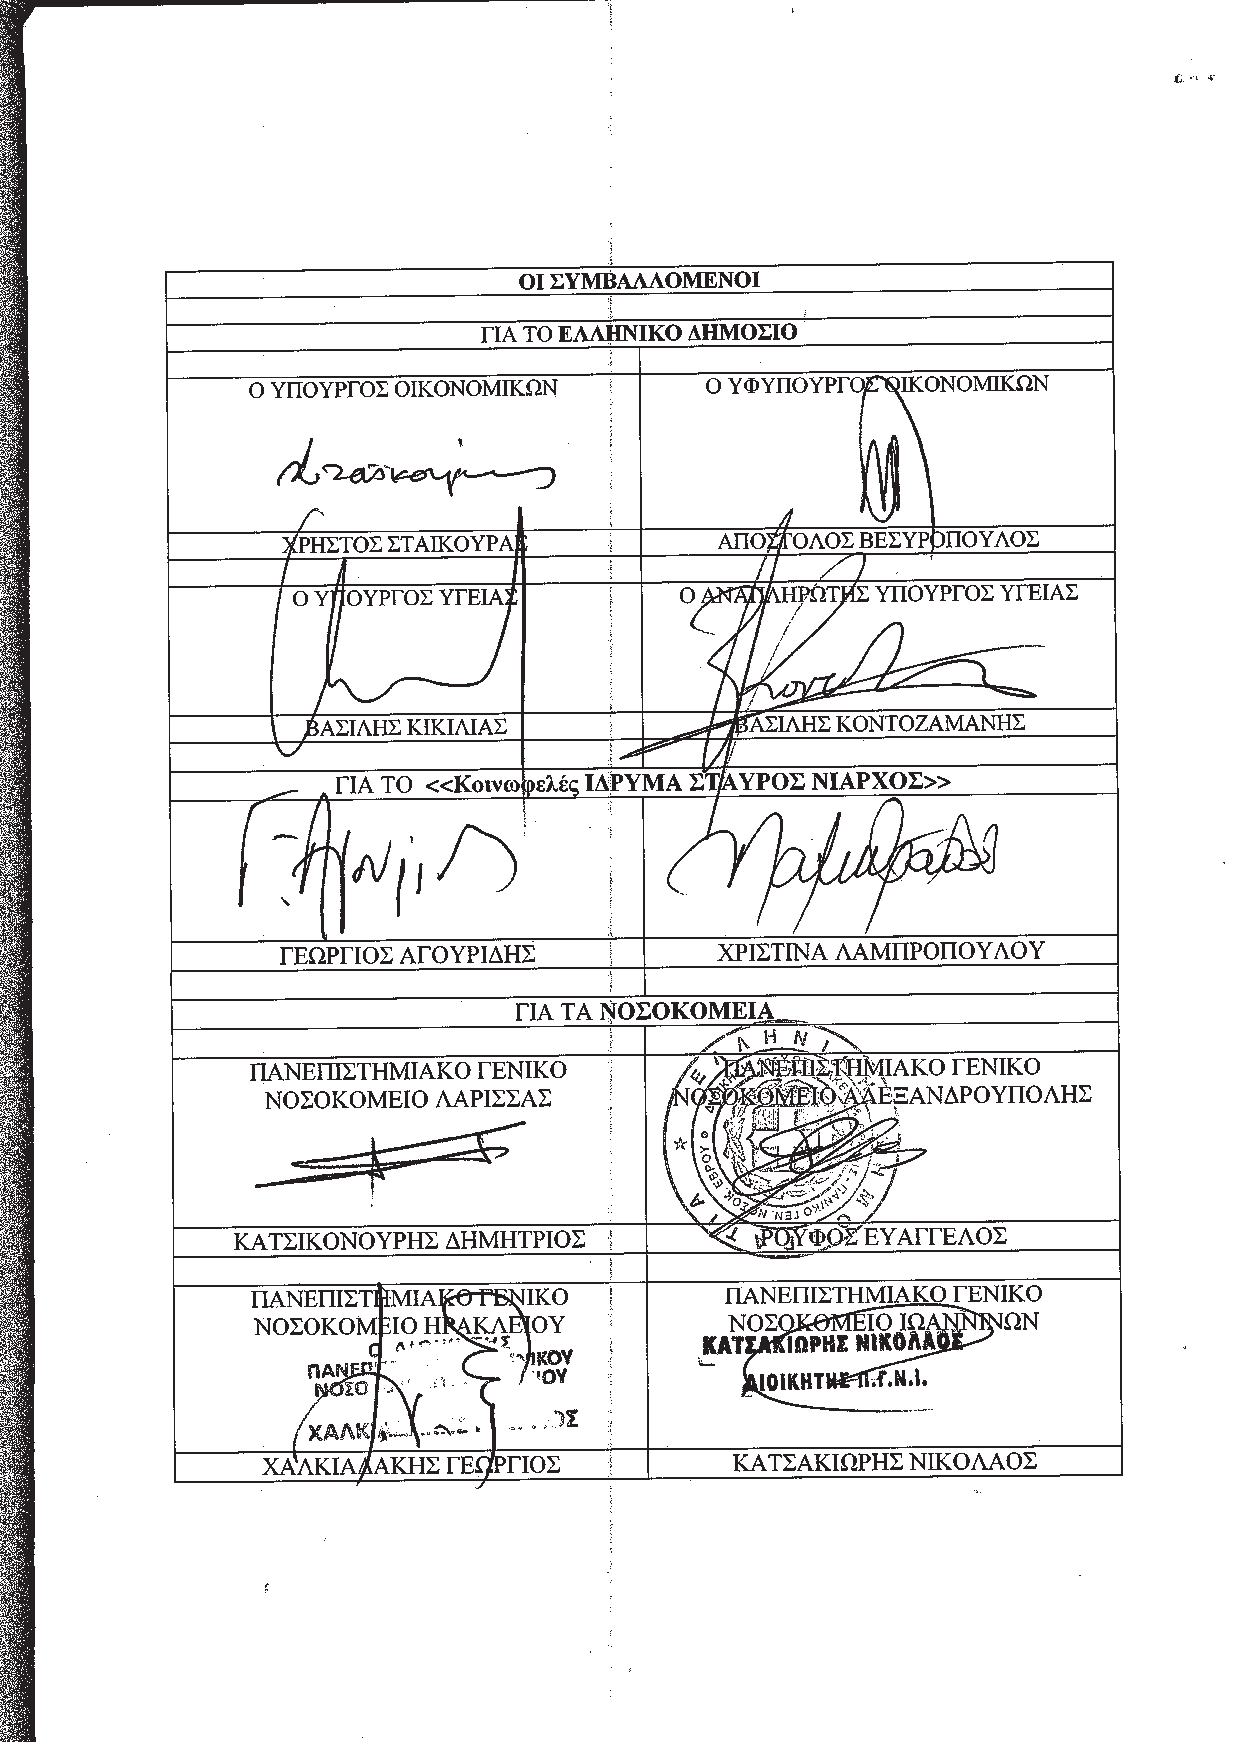 ΟΙ ΣΥΜΒΑΛΛΟΜΕΝΟΙ
ΓΙΑ ΤΟ ΕΛΛΗΝΙΚΟ ΔΗΜΟΣΙΟ
Ο ΥΠΟΥΡΓΟΣ ΟΙΚΟΝΟΜΙΚΩΝ
Ο ΥΦΥΠΟΥΡΓΟΣ ΟΙΚΟΝΟΜΙΚΩΝ
ΧΡΗΣΤΟΣ ΣΤΑΙΚΟΥΡΑΣ
ΑΠΟΣΤΟΛΟΣ ΒΕΣΥΡΟΠΟΥΛΟΣ
Ο ΥΠΟΥΡΓΟΣ ΥΓΕΙΑΣ
Ο ΑΝΑΠΛΗΡΩΤΗΣ ΥΠΟΥΡΓΟΣ ΥΓΕΙΑΣ
ΒΑΣΙΛΗΣ ΚΙΚΙΛΙΑΣ
ΒΑΣΙΛΗΣ ΚΟΝΤΟΖΑΜΑΝΗΣ
ΓΙΑ ΤΟ <<Κοινωφελές ΙΔΡΥΜΑ ΣΤΑΥΡΟΣ ΝΙΑΡΧΟΣ>>
ΓΕΩΡΓΙΟΣ ΑΓΟΥΡΙΔΗΣ
ΧΡΙΣΤΙΝΑ ΛΑΜΠΡΟΠΟΥΛΟΥ
ΓΙΑ ΤΑ ΝΟΣΟΚΟΜΕΙΑ
ΠΑΝΕΠΙΣΤΗΜΙΑΚΟ ΓΕΝΙΚΟ
ΝΟΣΟΚΟΜΕΙΟ ΛΑΡΙΣΣΑΣ
ΠΑΝΕΠΙΣΤΗΜΙΑΚΟ ΓΕΝΙΚΟ
ΝΟΣΟΚΟΜΕΙΟ ΑΛΕΞΑΝΔΡΟΥΠΟΛΗΣ
ΚΑΤΣΙΚΟΝΟΥΡΗΣ ΔΗΜΗΤΡΙΟΣ
ΡΟΥΦΟΣ ΕΥΑΓΓΕΛΟΣ
ΠΑΝΕΠΙΣΤΗΜΙΑΚΟ ΓΕΝΙΚΟ
ΝΟΣΟΚΟΜΕΙΟ ΗΡΑΚΛΕΙΟΥ
ΠΑΝΕΠΙΣΤΗΜΙΑΚΟ ΓΕΝΙΚΟ
ΝΟΣΟΚΟΜΕΙΟ ΙΩΑΝΝΙΝΩΝ
ΚΑΤΣΑΚΙΩΡΗΣ ΝΙΚΟΛΑΟΣ
ΔΙΟΙΚΗΤΗΣ Π.Γ.Ν.Ι.
ΧΑΛΚΙΑΔΑΚΗΣ ΓΕΩΡΓΙΟΣ
ΚΑΤΣΑΚΙΩΡΗΣ ΝΙΚΟΛΑΟΣ